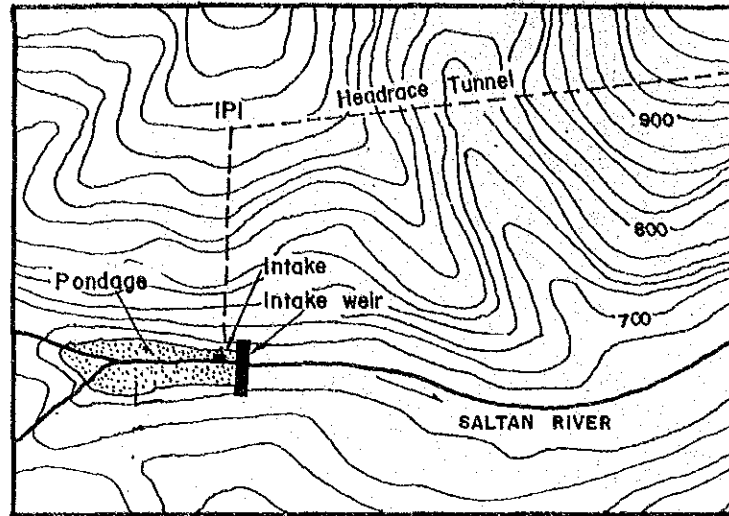 IPI
Headrace Tunnel
900
800
Intake
Pondage
Intake weir
700
SALTAN RIVER